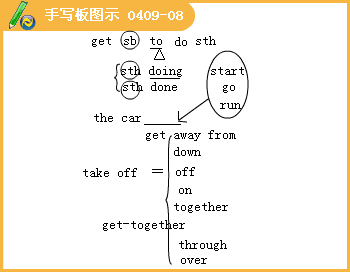 手写板图示 0409-08
get sb to do sth
sth doing
sth done
start
go
run
the car
get away from
down
take off = off
on
together
get-together
through
over